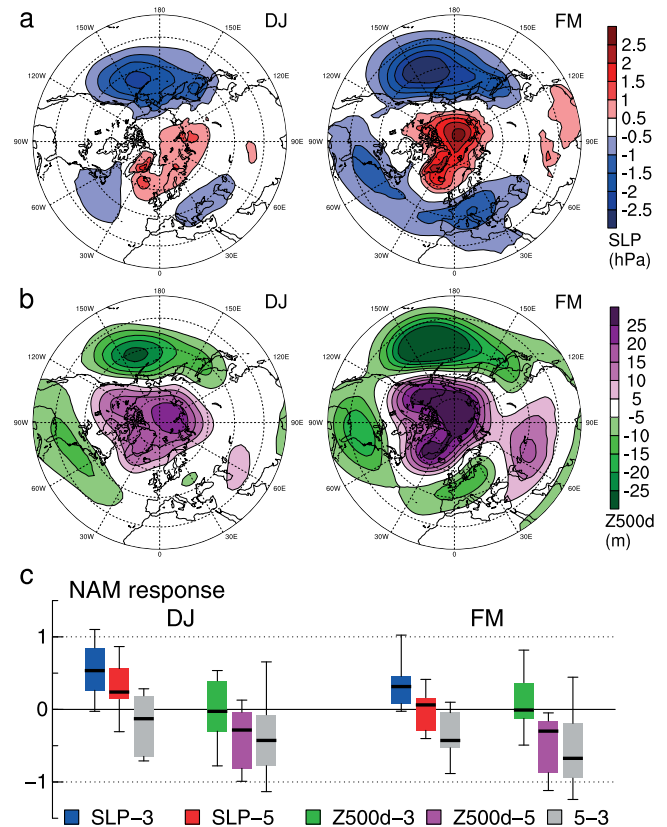 a
DJ
FM
180
150W
150E
120W
120E
90W
90E
60W
60E
30W
30E
0
180
150W
150E
120W
120E
90W
90E
60W
60E
30W
30E
0
2.5
2
1.5
1
0.5
-0.5
-1
-1.5
-2
-2.5
SLP
(hPa)
b
DJ
FM
180
150W
150E
120W
120E
90W
90E
60W
60E
30W
30E
0
180
150W
150E
120W
120E
90W
90E
60W
60E
30W
30E
0
25
20
15
10
5
-5
-10
-15
-20
-25
Z500d
(m)
c
NAM response
DJ
FM
1
0
-1
SLP-3
SLP-5
Z500d-3
Z500d-5
5-3